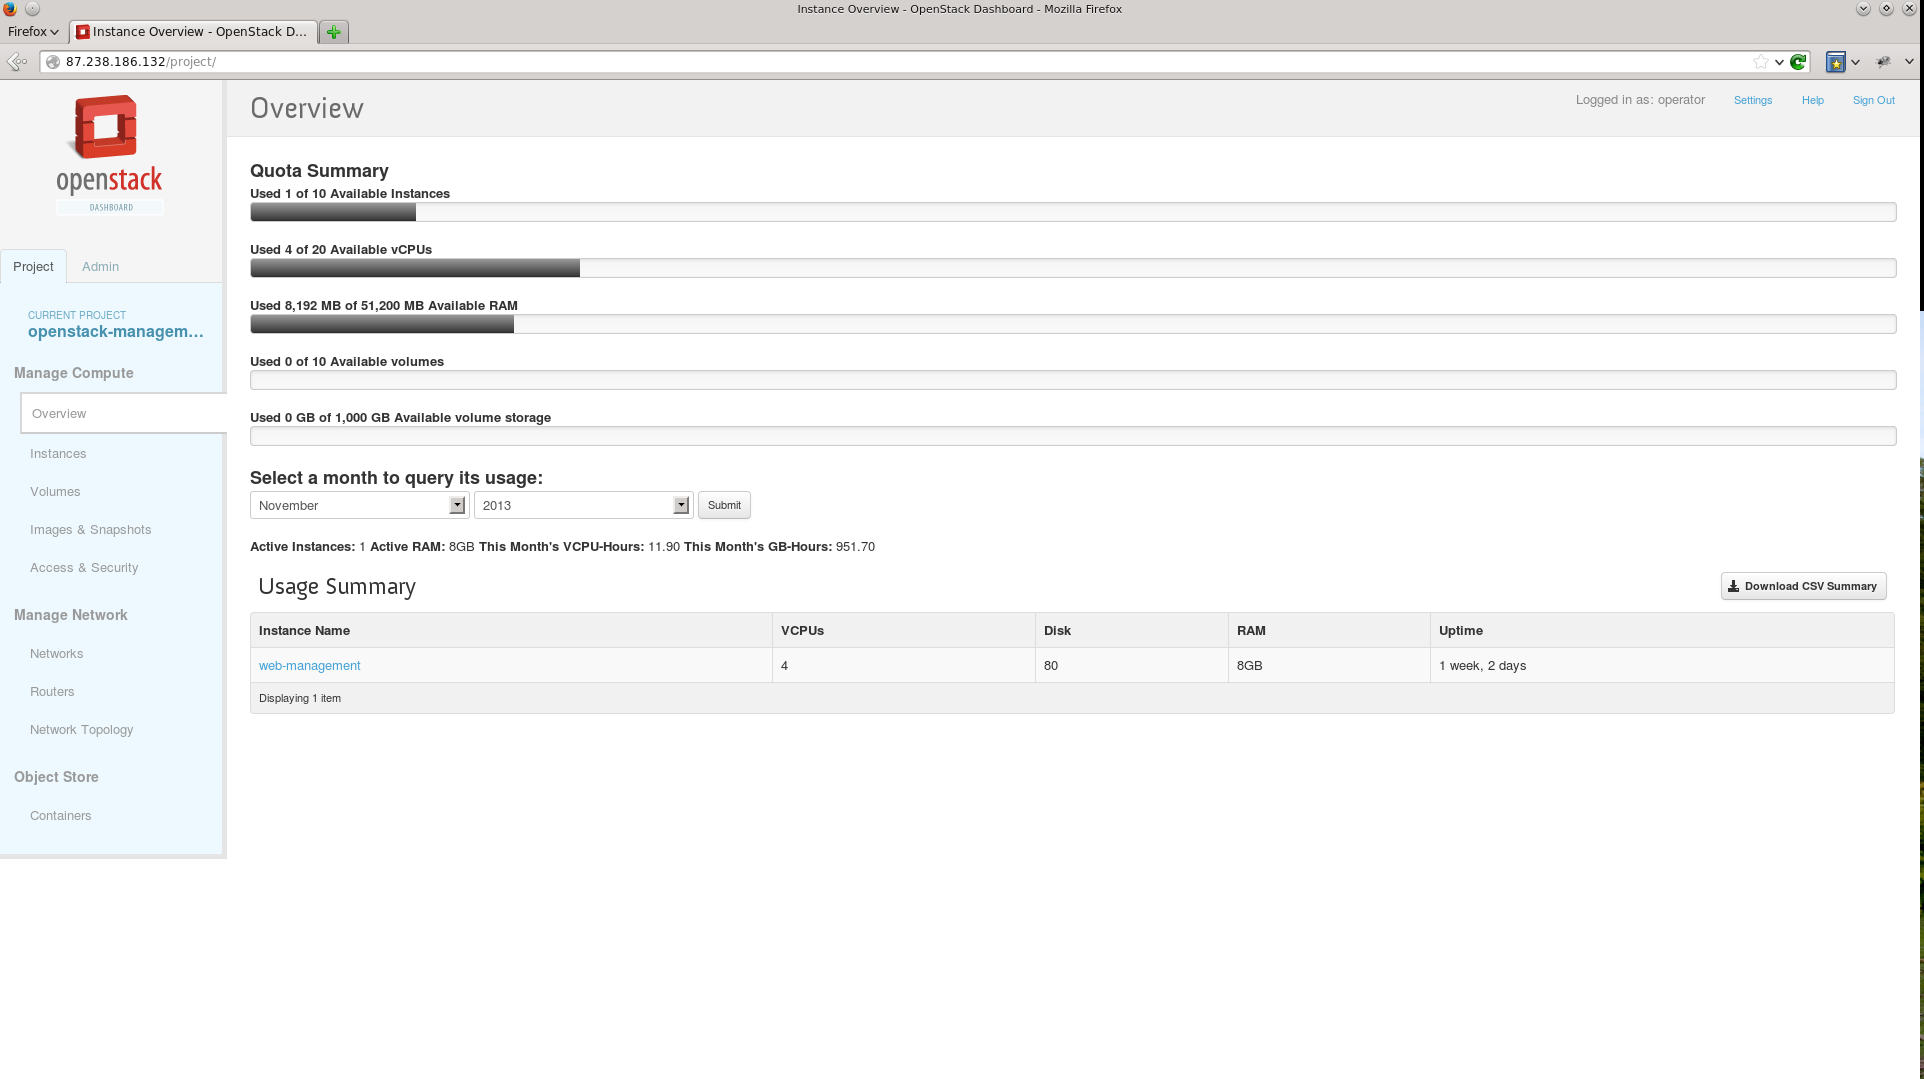 Instance Overview - OpenStack Dashboard - Mozilla Firefox
Firefox
Instance Overview - OpenStack D...
87.238.186.132/project/
openstack
DASHBOARD
Overview
Logged in as: operator Settings Help Sign Out
Project Admin
CURRENT PROJECT
openstack-managem...
Manage Compute
Overview
Instances
Volumes
Images & Snapshots
Access & Security
Manage Network
Networks
Routers
Network Topology
Object Store
Containers
Quota Summary
Used 1 of 10 Available Instances
Used 4 of 20 Available vCPUs
Used 8,192 MB of 51,200 MB Available RAM
Used 0 of 10 Available volumes
Used 0 GB of 1,000 GB Available volume storage
Select a month to query its usage:
November 2013 Submit
Active Instances: 1 Active RAM: 8GB This Month's VCPU-Hours: 11.90 This Month's GB-Hours: 951.70
Usage Summary
Download CSV Summary
Instance Name VCPUs Disk RAM Uptime
web-management 4 80 8GB 1 week, 2 days
Displaying 1 item